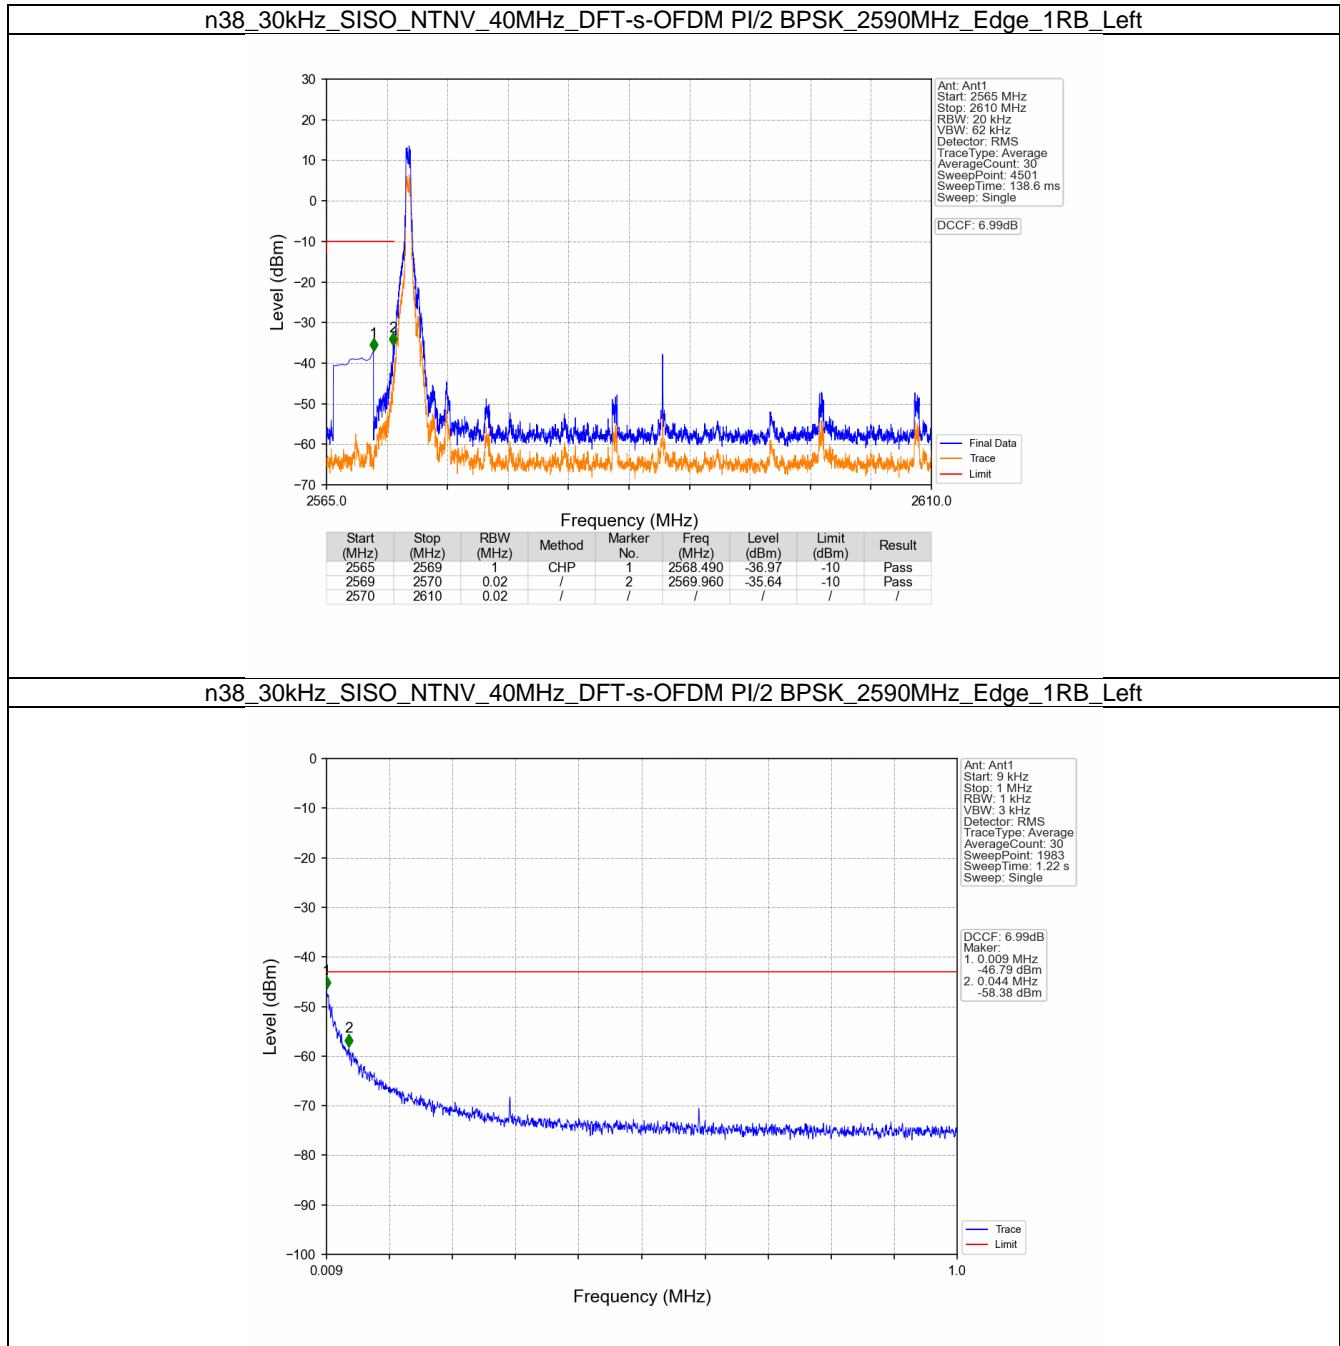 n38_30kHz_SISO_NTNV_40MHz_DFT-s-OFDM PI/2 BPSK_2590MHz_Edge_1RB_Left
30
20
10
0
−10
−20
−30
−40
−50
−60
−70
Level (dBm)
1
2
2565.0
2610.0
Frequency (MHz)
Ant: Ant1
Start: 2565 MHz
Stop: 2610 MHz
RBW: 20 kHz
VBW: 62 kHz
Detector: RMS
TraceType: Average
AverageCount: 30
SweepPoint: 4501
SweepTime: 138.6 ms
Sweep: Single
DCCF: 6.99dB
Final Data
Trace
Limit
Start (MHz) Stop (MHz) RBW (MHz) Method Marker No. Freq (MHz) Level (dBm) Limit (dBm) Result
2565 2569 1 CHP 1 2568.490 -36.97 -10 Pass
2569 2570 0.02 / 2 2569.960 -35.64 -10 Pass
2570 2610 0.02 / / / / / /
n38_30kHz_SISO_NTNV_40MHz_DFT-s-OFDM PI/2 BPSK_2590MHz_Edge_1RB_Left
0
−10
−20
−30
−40
−50
−60
−70
−80
−90
−100
Level (dBm)
1
2
0.009
1.0
Frequency (MHz)
Ant: Ant1
Start: 9 kHz
Stop: 1 MHz
RBW: 1 kHz
VBW: 3 kHz
Detector: RMS
TraceType: Average
AverageCount: 30
SweepPoint: 1983
SweepTime: 1.22 s
Sweep: Single
DCCF: 6.99dB
Maker:
1. 0.009 MHz
-46.79 dBm
2. 0.044 MHz
-58.38 dBm
Trace
Limit